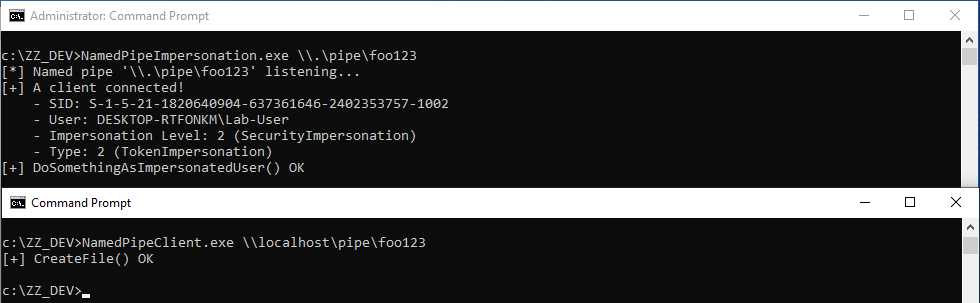 Administrator: Command Prompt
c:\ZZ_DEV>NamedPipeImpersonation.exe \\.\pipe\foo123
[*] Named pipe '\\.\pipe\foo123' listening...
[+] A client connected!
    - SID: S-1-5-21-1820640904-637361646-2402353757-1002
    - User: DESKTOP-RTFONKM\Lab-User
    - Impersonation Level: 2 (SecurityImpersonation)
    - Type: 2 (TokenImpersonation)
[+] DoSomethingAsImpersonatedUser() OK
Command Prompt
c:\ZZ_DEV>NamedPipeClient.exe \\localhost\pipe\foo123
[+] CreateFile() OK
c:\ZZ_DEV>